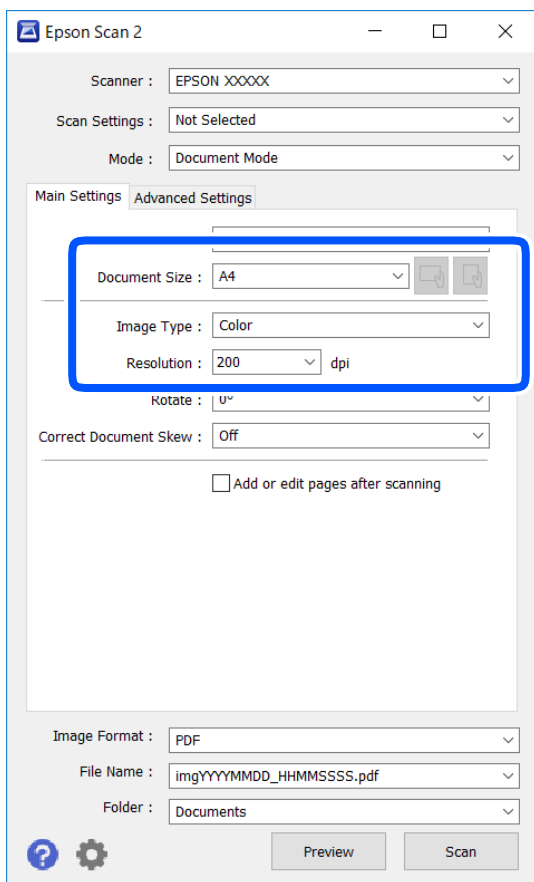 Epson Scan 2
Scanner : EPSON XXXXX
Scan Settings : Not Selected
Mode : Document Mode
Main Settings Advanced Settings
Document Size : A4
Image Type : Color
Resolution : 200 dpi
Rotate : 0°
Correct Document Skew : Off
Add or edit pages after scanning
Image Format : PDF
File Name : imgYYYYMMDD_HHMMSSSS.pdf
Folder : Documents
? Preview Scan